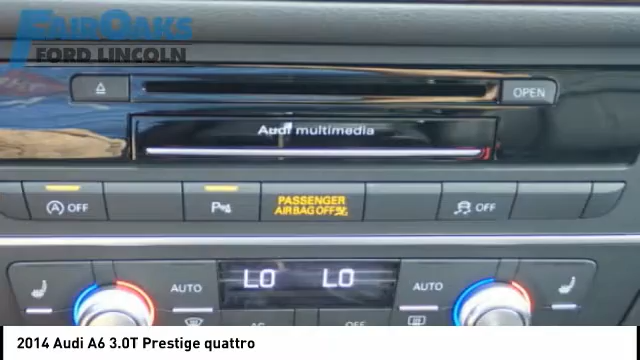 FAIROAKS
FORD LINCOLN
OPEN
Audi multimedia
A OFF
P
PASSENGER
AIRBAG OFF
OFF
LO LO
AUTO
AUTO
AC
OFF
2014 Audi A6 3.0T Prestige quattro